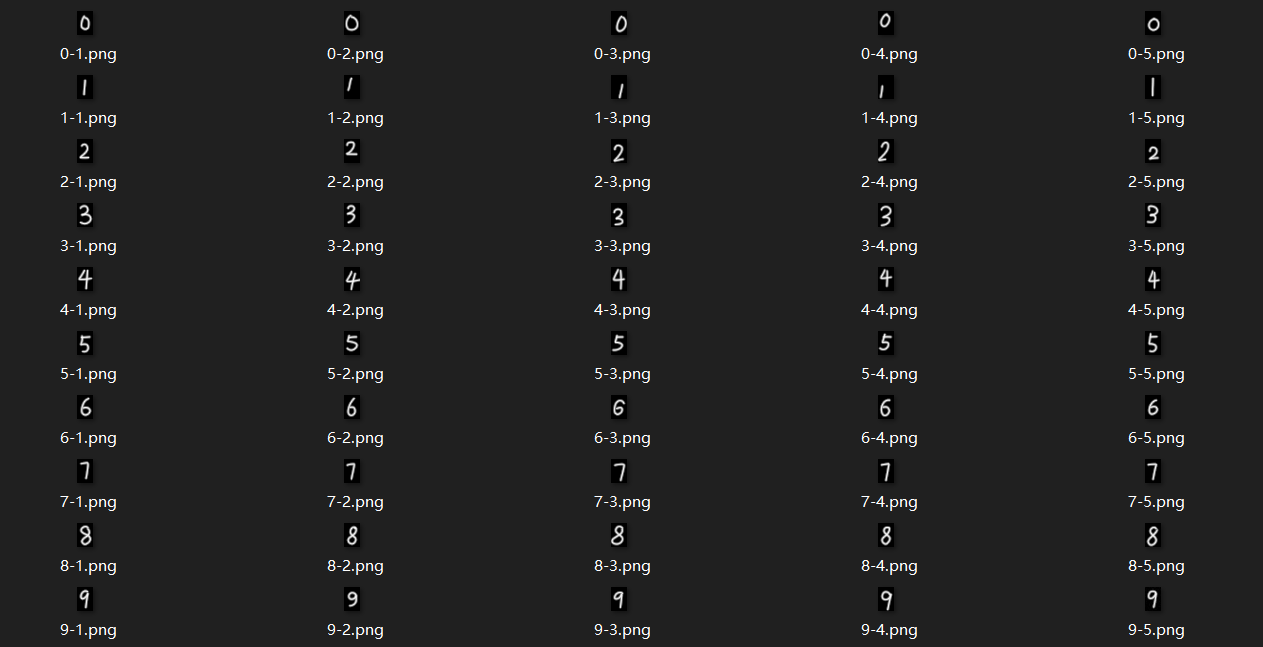 0 0 0 0 0
0-1.png 0-2.png 0-3.png 0-4.png 0-5.png
1 1 1 1 1
1-1.png 1-2.png 1-3.png 1-4.png 1-5.png
2 2 2 2 2
2-1.png 2-2.png 2-3.png 2-4.png 2-5.png
3 3 3 3 3
3-1.png 3-2.png 3-3.png 3-4.png 3-5.png
4 4 4 4 4
4-1.png 4-2.png 4-3.png 4-4.png 4-5.png
5 5 5 5 5
5-1.png 5-2.png 5-3.png 5-4.png 5-5.png
6 6 6 6 6
6-1.png 6-2.png 6-3.png 6-4.png 6-5.png
7 7 7 7 7
7-1.png 7-2.png 7-3.png 7-4.png 7-5.png
8 8 8 8 8
8-1.png 8-2.png 8-3.png 8-4.png 8-5.png
9 9 9 9 9
9-1.png 9-2.png 9-3.png 9-4.png 9-5.png